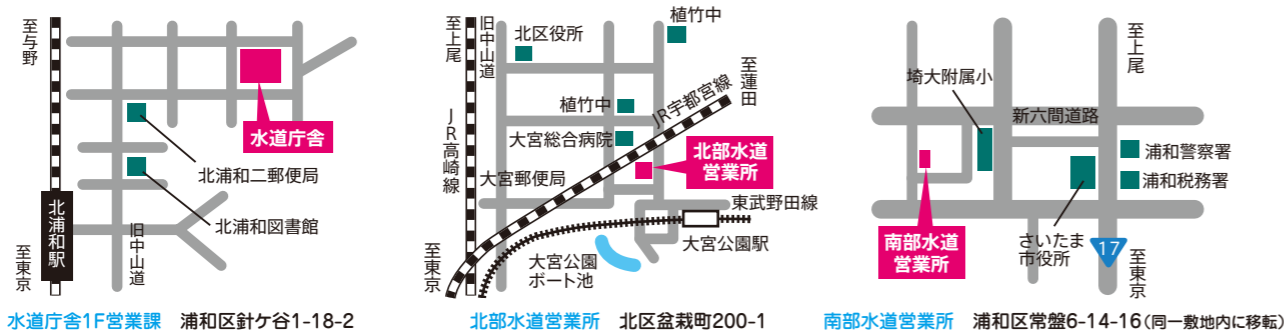 至与野
水道庁舎
北浦和二郵便局
北浦和図書館
北浦和駅
旧中山道
至東京
水道庁舎1F営業課 浦和区針ケ谷1-18-2
至上尾
旧中山道
北区役所
植竹中
至蓮田
JR宇都宮線
植竹中
JR高崎線
大宮総合病院
北部水道
営業所
大宮郵便局
東武野田線
大宮公園駅
至東京
大宮公園
ボート池
北部水道営業所 北区盆栽町200-1
至上尾
埼大附属小
新六間道路
浦和警察署
浦和税務署
南部水道
営業所
さいたま
市役所
17
至東京
南部水道営業所 浦和区常盤6-14-16(同一敷地内に移転)